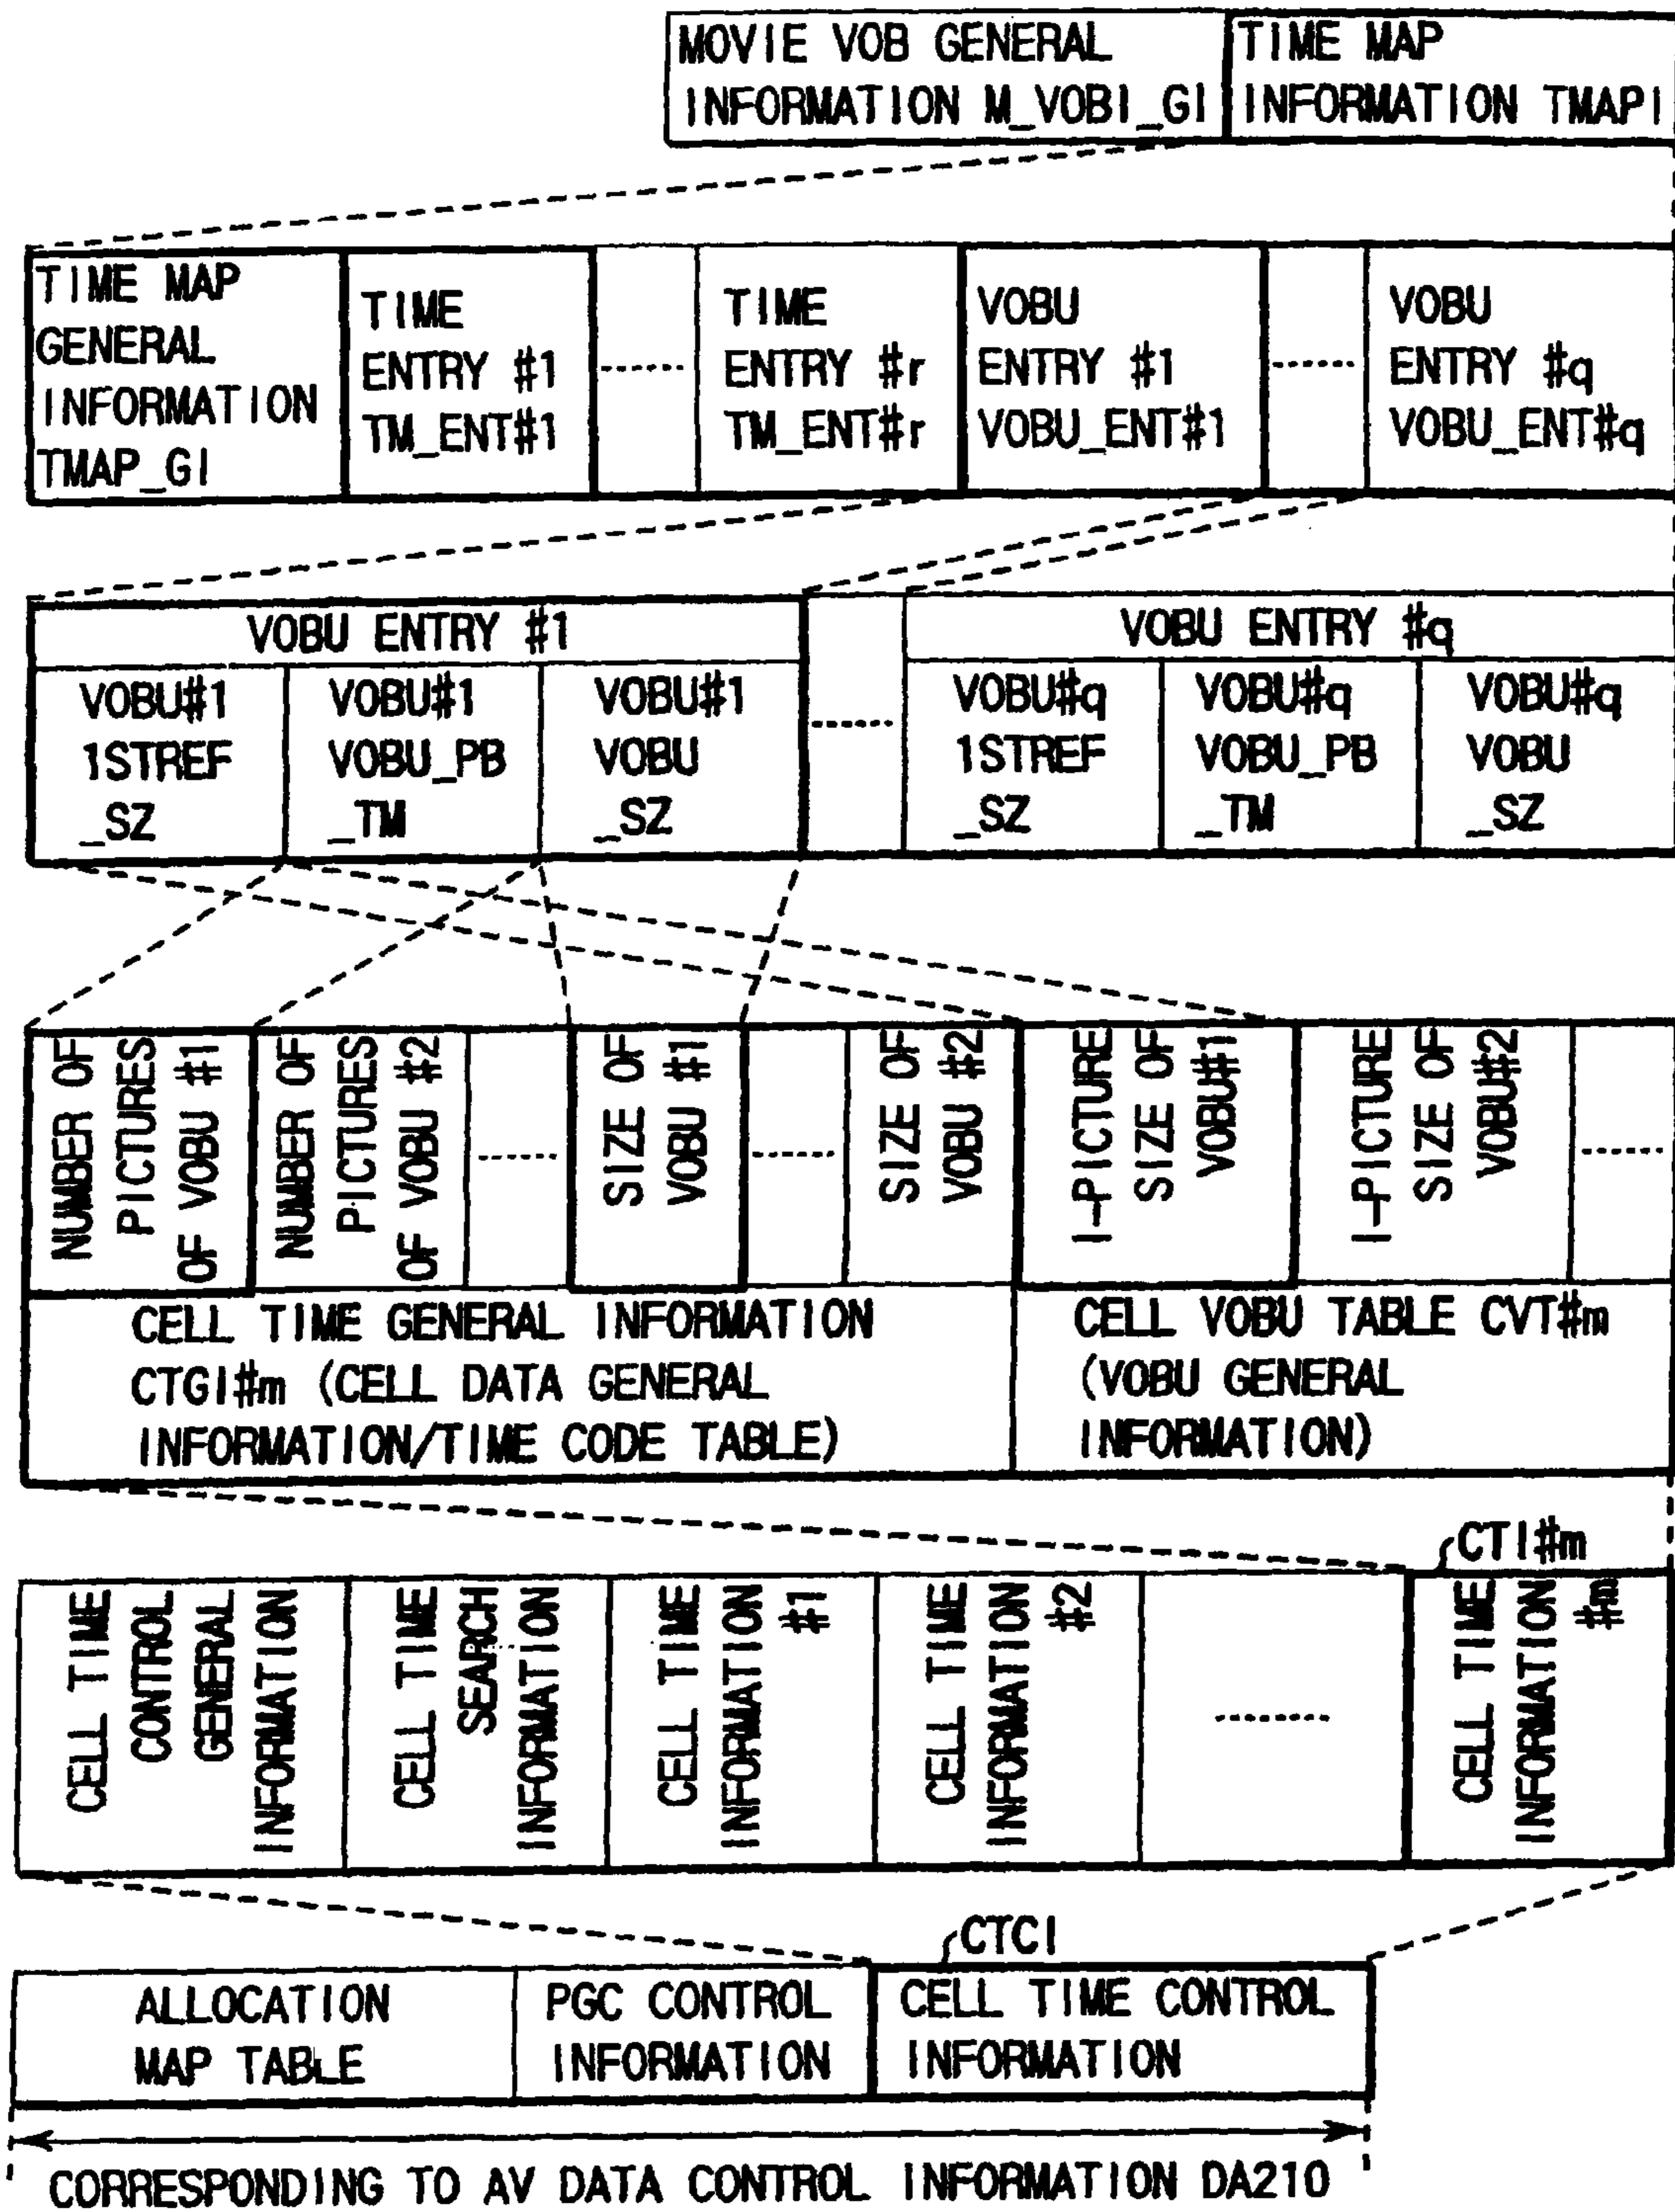 MOVIE VOB GENERAL
INFORMATION M_VOBI_GI
TIME MAP
INFORMATION TMAPI
TIME MAP
GENERAL
INFORMATION
TMAP_GI
TIME
ENTRY #1
TM_ENT#1
........
TIME
ENTRY #r
TM_ENT#r
VOBU
ENTRY #1
VOBU_ENT#1
........
VOBU
ENTRY #q
VOBU_ENT#q
VOBU ENTRY #1
VOBU#1
1STREF
_SZ
VOBU#1
VOBU_PB
_TM
VOBU#1
VOBU
_SZ
........
VOBU ENTRY #q
VOBU#q
1STREF
_SZ
VOBU#q
VOBU_PB
_TM
VOBU#q
VOBU
_SZ
NUMBER OF
PICTURES
OF VOBU #1
NUMBER OF
PICTURES
OF VOBU #2
........
SIZE OF
VOBU #1
........
SIZE OF
VOBU #2
I-PICTURE
SIZE OF
VOBU#1
I-PICTURE
SIZE OF
VOBU#2
........
CELL TIME GENERAL INFORMATION
CTGI#m (CELL DATA GENERAL
INFORMATION/TIME CODE TABLE)
CELL VOBU TABLE CVT#m
(VOBU GENERAL
INFORMATION)
CTI#m
CELL TIME
CONTROL
GENERAL
INFORMATION
CELL TIME
SEARCH
INFORMATION
CELL TIME
INFORMATION
#1
CELL TIME
INFORMATION
#2
........
CELL TIME
INFORMATION
#m
CTCI
ALLOCATION
MAP TABLE
PGC CONTROL
INFORMATION
CELL TIME CONTROL
INFORMATION
CORRESPONDING TO AV DATA CONTROL INFORMATION DA210